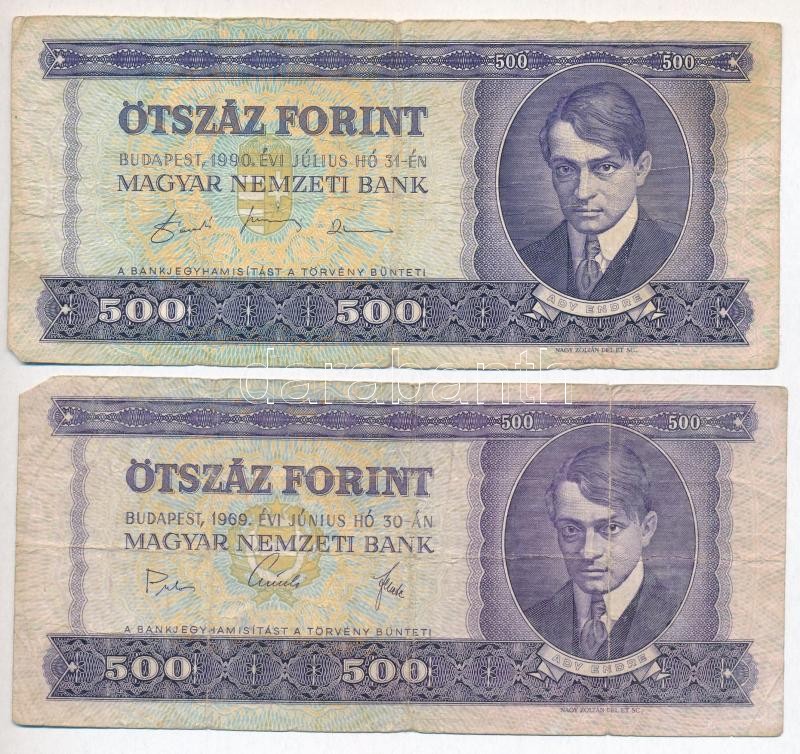 500 500
ÖTSZÁZ FORINT
BUDAPEST, 1990. ÉVI JÚLIUS HÓ 31-ÉN
MAGYAR NEMZETI BANK
A BANKJEGYHAMISÍTÁST A TÖRVÉNY BÜNTETI
ADY ENDRE
500 500
NAGY ZOLTÁN DEL. ET SC.
darabanth
500 500
ÖTSZÁZ FORINT
BUDAPEST, 1969. ÉVI JÚNIUS HÓ 30-ÁN
MAGYAR NEMZETI BANK
A BANKJEGYHAMISÍTÁST A TÖRVÉNY BÜNTETI
ADY ENDRE
500 500
NAGY ZOLTÁN DEL. ET SC.